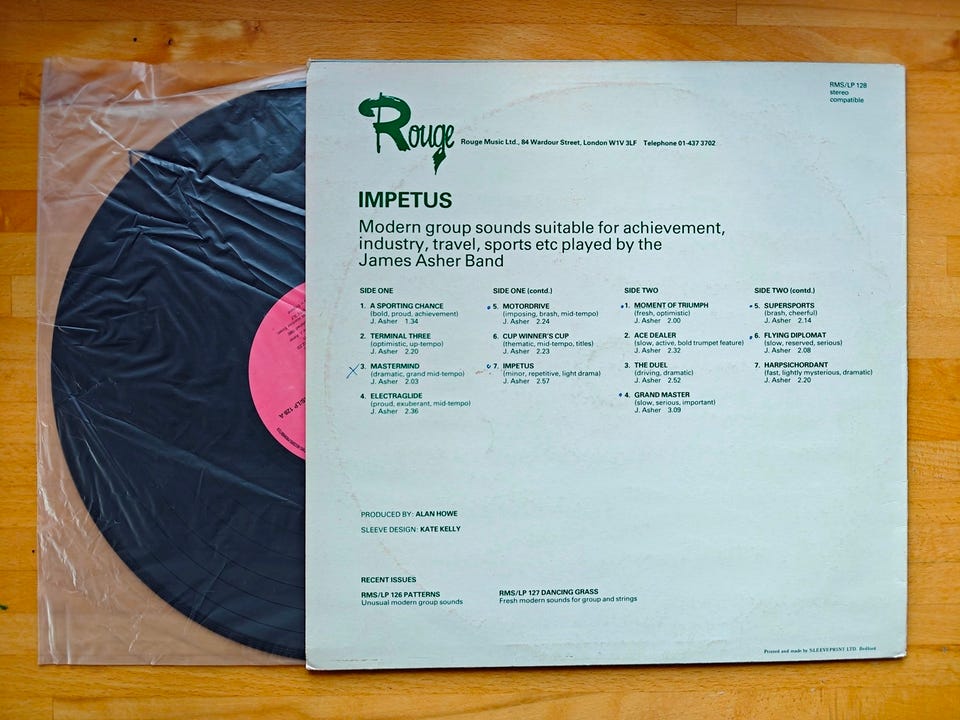 RMS/LP 128
stereo
compatible
Rouge
Rouge Music Ltd., 84 Wardour Street, London W1V 3LF Telephone 01-437 3702
IMPETUS
Modern group sounds suitable for achievement,
industry, travel, sports etc played by the
James Asher Band
SIDE ONE
1. A SPORTING CHANCE
(bold, proud, achievement)
J. Asher 1.34
2. TERMINAL THREE
(optimistic, up-tempo)
J. Asher 2.20
3. MASTERMIND
(dramatic, grand mid-tempo)
J. Asher 2.03
4. ELECTRAGLIDE
(proud, exuberant, mid-tempo)
J. Asher 2.36
SIDE ONE (contd.)
5. MOTORDRIVE
(imposing, brash, mid-tempo)
J. Asher 2.24
6. CUP WINNER'S CUP
(thematic, mid-tempo, titles)
J. Asher 2.23
7. IMPETUS
(minor, repetitive, light drama)
J. Asher 2.57
SIDE TWO
1. MOMENT OF TRIUMPH
(fresh, optimistic)
J. Asher 2.00
2. ACE DEALER
(slow, active, bold trumpet feature)
J. Asher 2.32
3. THE DUEL
(driving, dramatic)
J. Asher 2.52
4. GRAND MASTER
(slow, serious, important)
J. Asher 3.09
SIDE TWO (contd.)
5. SUPERSPORTS
(brash, cheerful)
J. Asher 2.14
6. FLYING DIPLOMAT
(slow, reserved, serious)
J. Asher 2.08
7. HARPSICHORDANT
(fast, lightly mysterious, dramatic)
J. Asher 2.20
PRODUCED BY: ALAN HOWE
SLEEVE DESIGN: KATE KELLY
RECENT ISSUES
RMS/LP 126 PATTERNS
Unusual modern group sounds
RMS/LP 127 DANCING GRASS
Fresh modern sounds for group and strings
Printed and made by SLEEVEPRINT LTD. Bedford